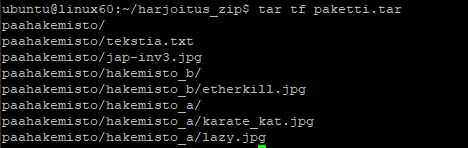 ubuntu@linux60:~/harjoitus_zip$ tar tf paketti.tar
paahakemisto/
paahakemisto/tekstia.txt
paahakemisto/jap-inv3.jpg
paahakemisto/hakemisto_b/
paahakemisto/hakemisto_b/etherkill.jpg
paahakemisto/hakemisto_a/
paahakemisto/hakemisto_a/karate_kat.jpg
paahakemisto/hakemisto_a/lazy.jpg